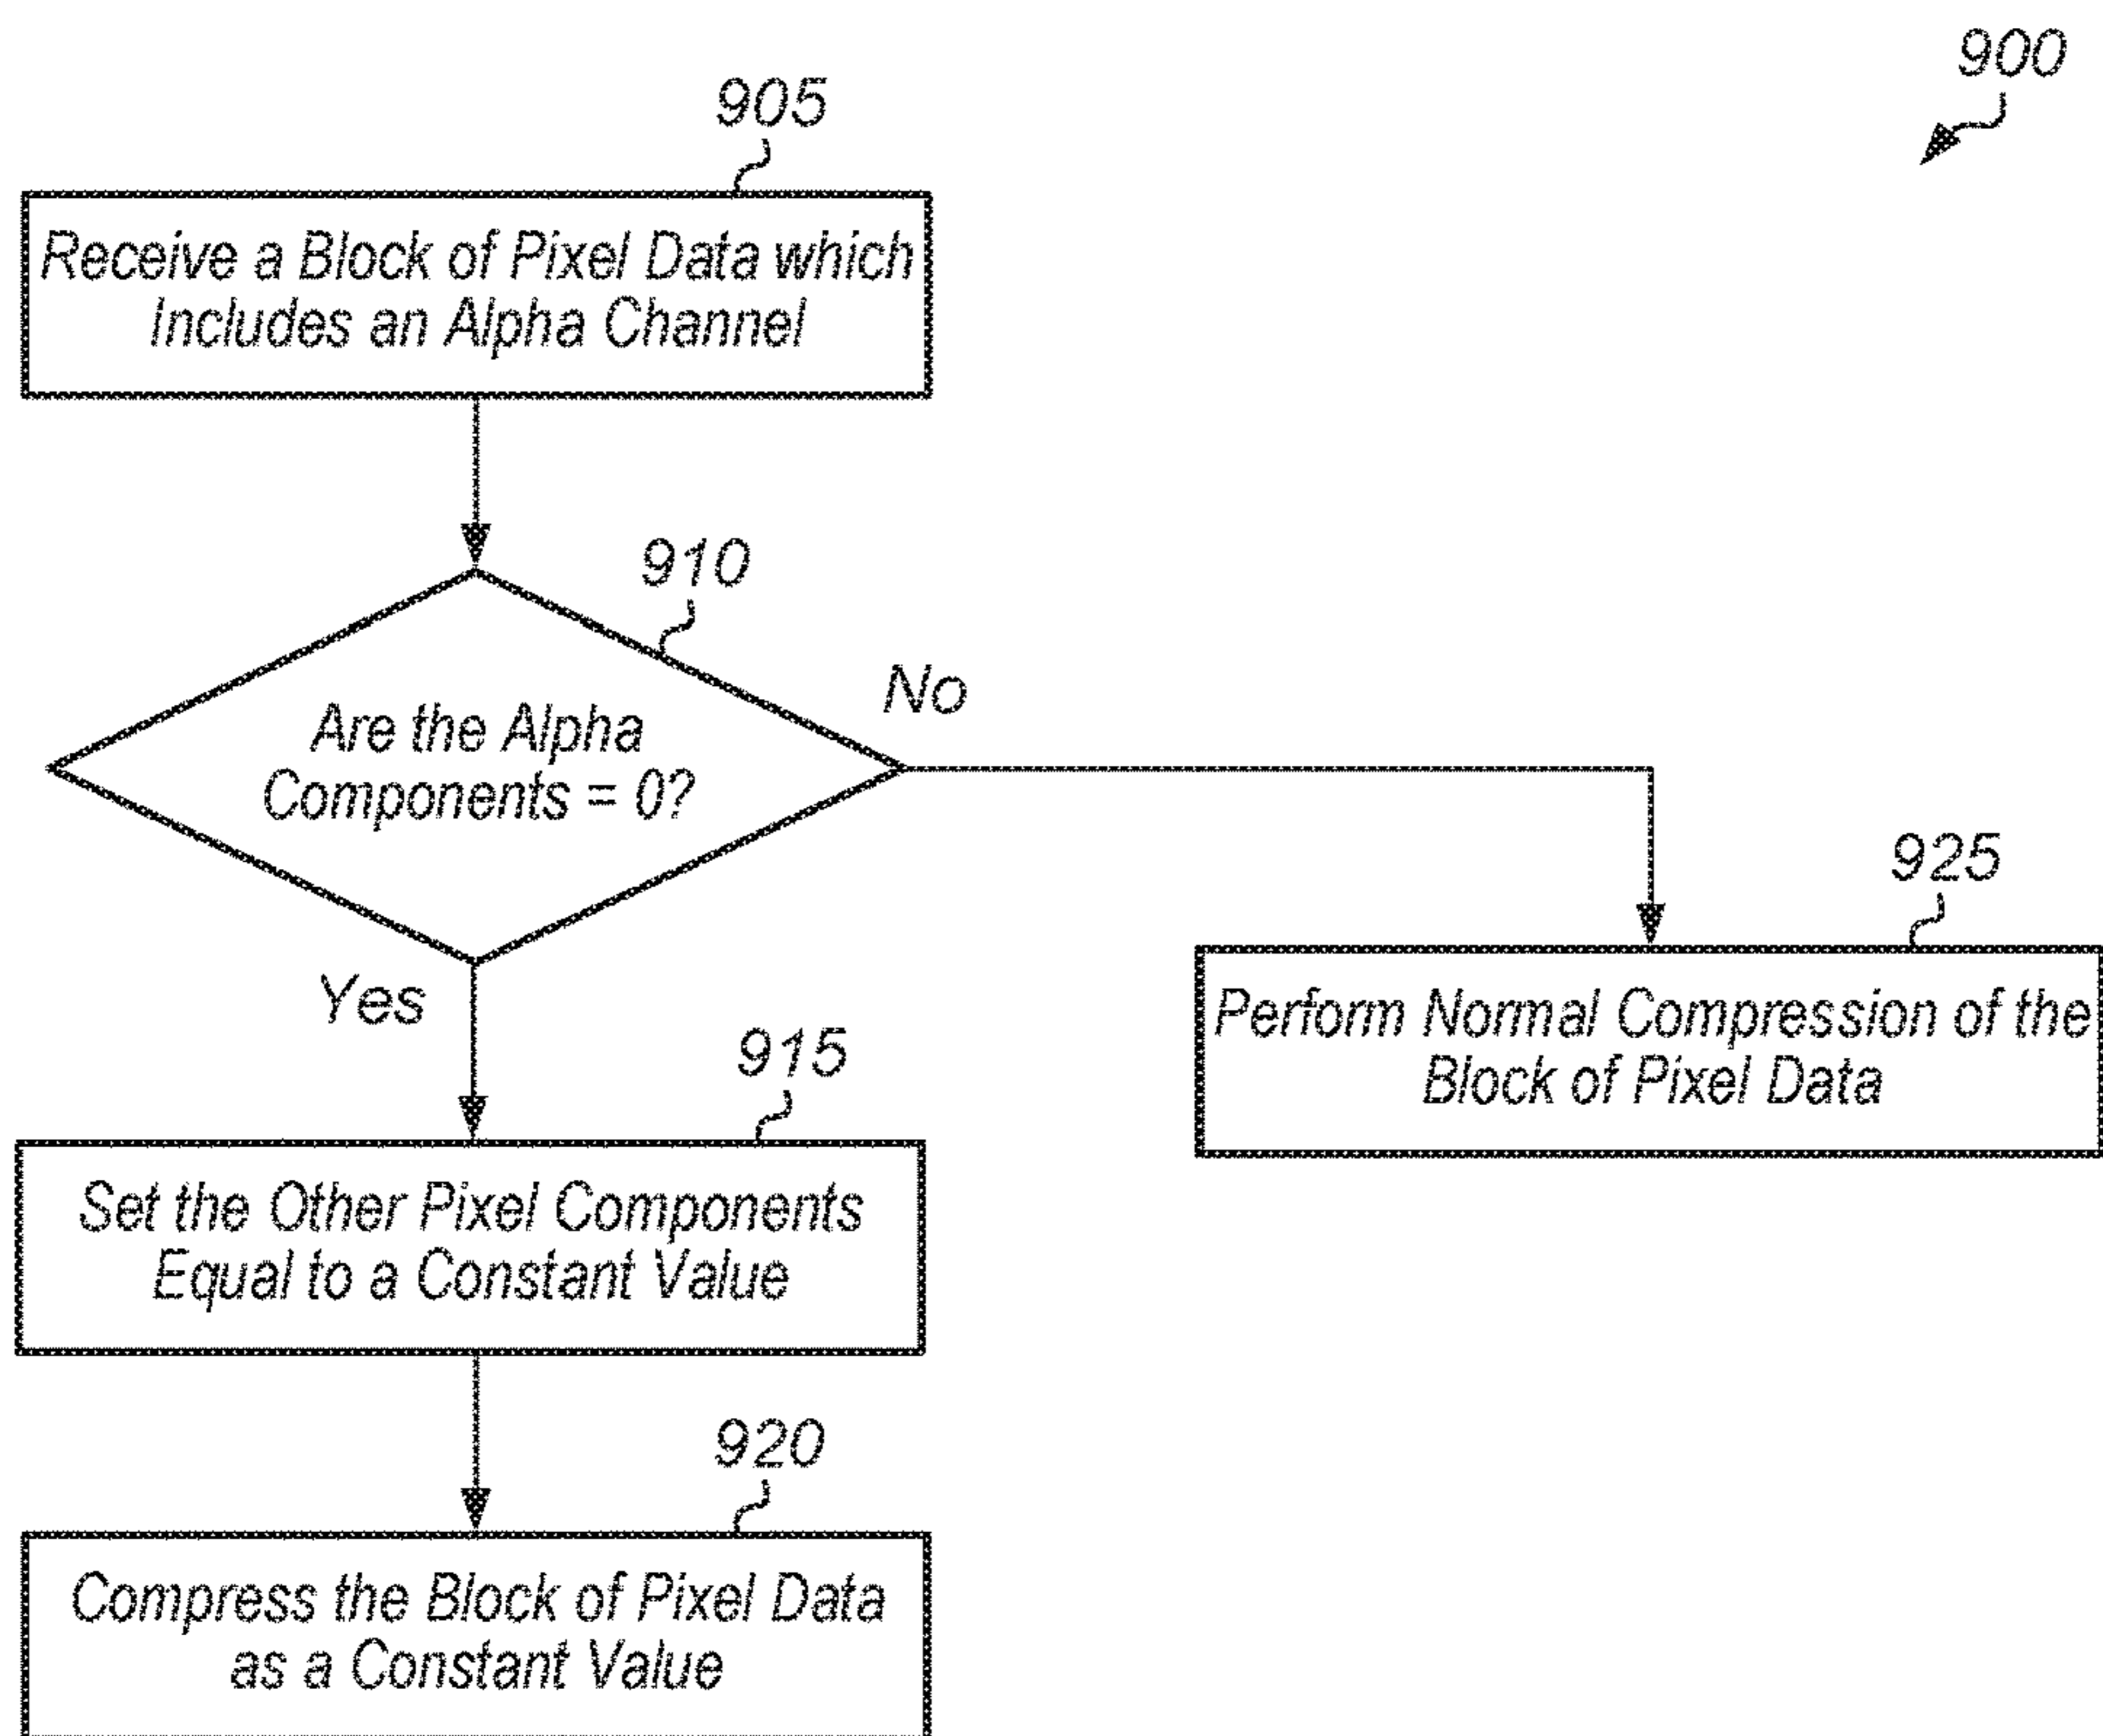 900
905
Receive a Block of Pixel Data which
Includes an Alpha Channel
910
Are the Alpha
Components = 0?
No
Yes
925
Perform Normal Compression of the
Block of Pixel Data
915
Set the Other Pixel Components
Equal to a Constant Value
920
Compress the Block of Pixel Data
as a Constant Value